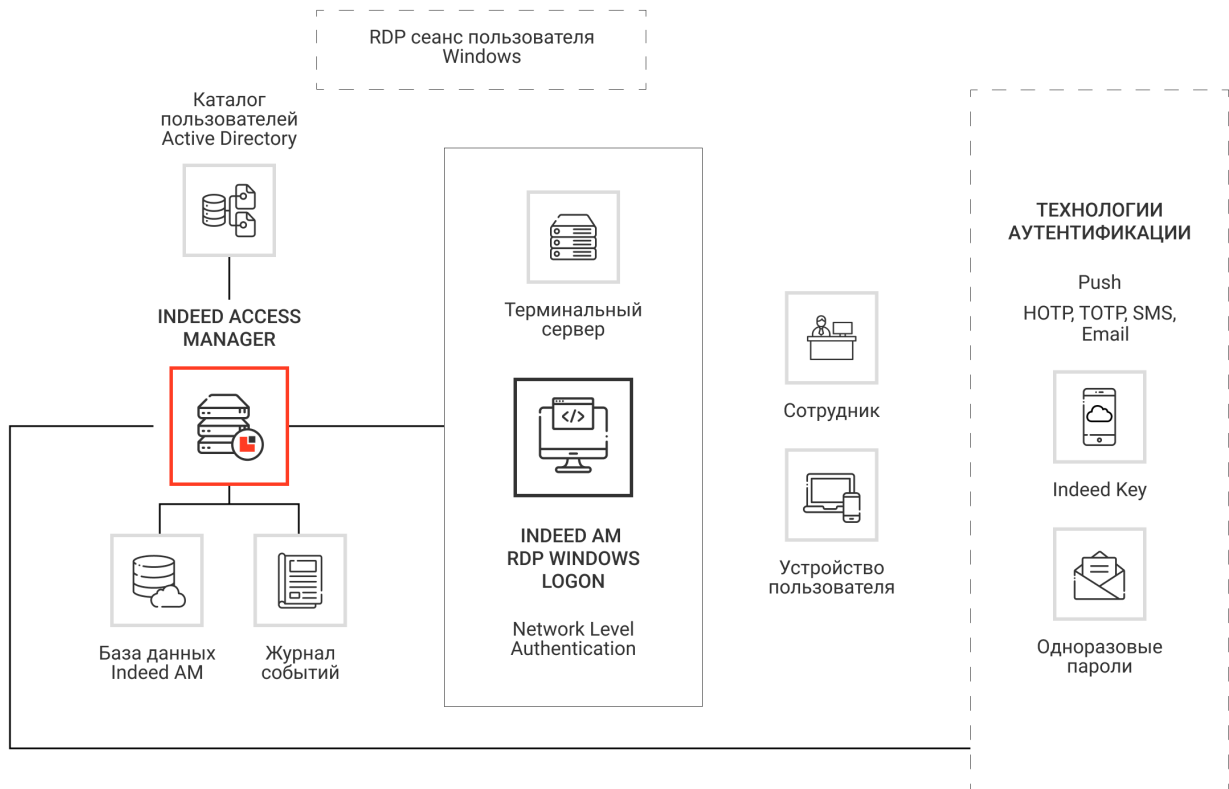 RDP сеанс пользователя
Windows
Каталог
пользователей
Active Directory
INDEED ACCESS
MANAGER
База данных
Indeed AM
Журнал
событий
Терминальный
сервер
INDEED AM
RDP WINDOWS
LOGON
Network Level
Authentication
Сотрудник
Устройство
пользователя
ТЕХНОЛОГИИ
АУТЕНТИФИКАЦИИ
Push
HOTP, TOTP, SMS,
Email
Indeed Key
Одноразовые
пароли